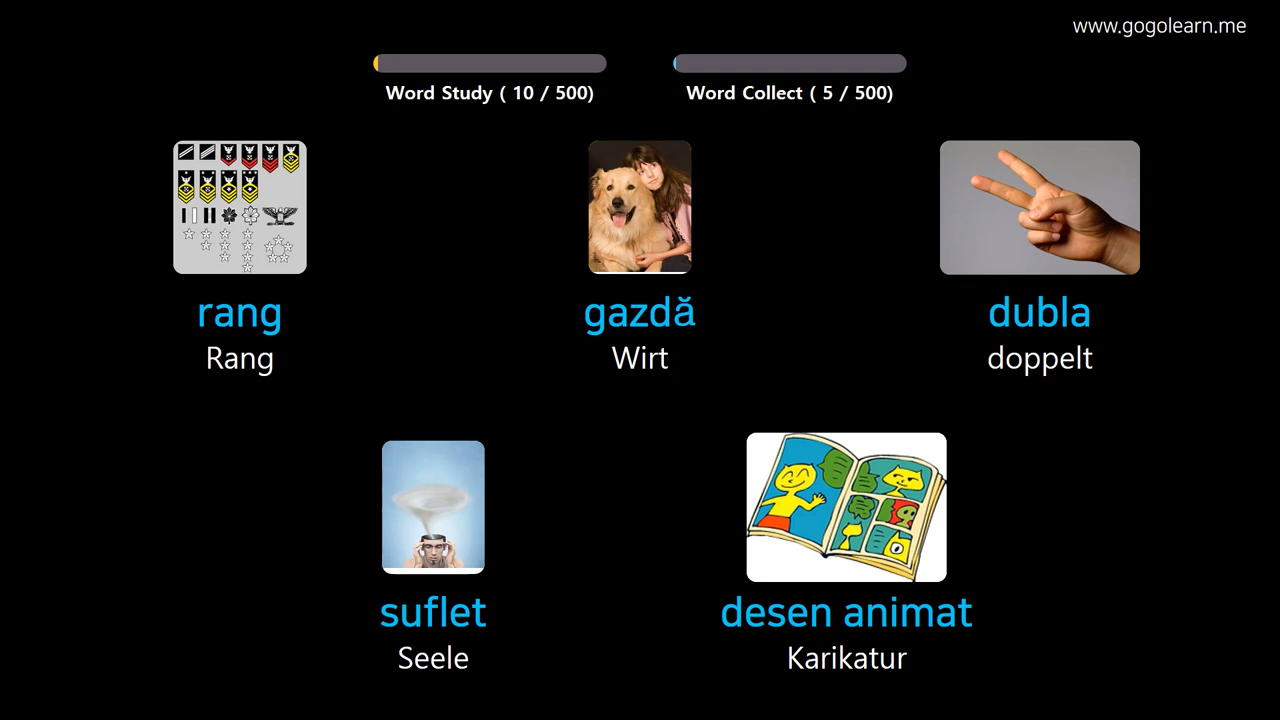 www.gogolearn.me
Word Study ( 10 / 500)
Word Collect ( 5 / 500)
rang
Rang
gazdă
Wirt
dubla
doppelt
suflet
Seele
desen animat
Karikatur